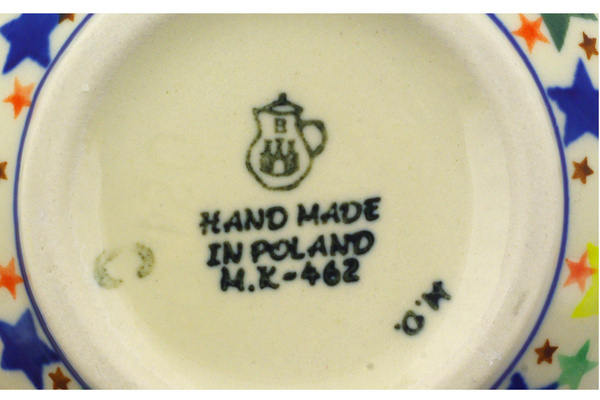 B
HAND MADE
IN POLAND
M.K-462
M.D.